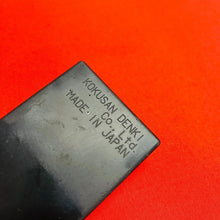 KOKUSAN DENKI
Co., Ltd.
MADE IN JAPAN